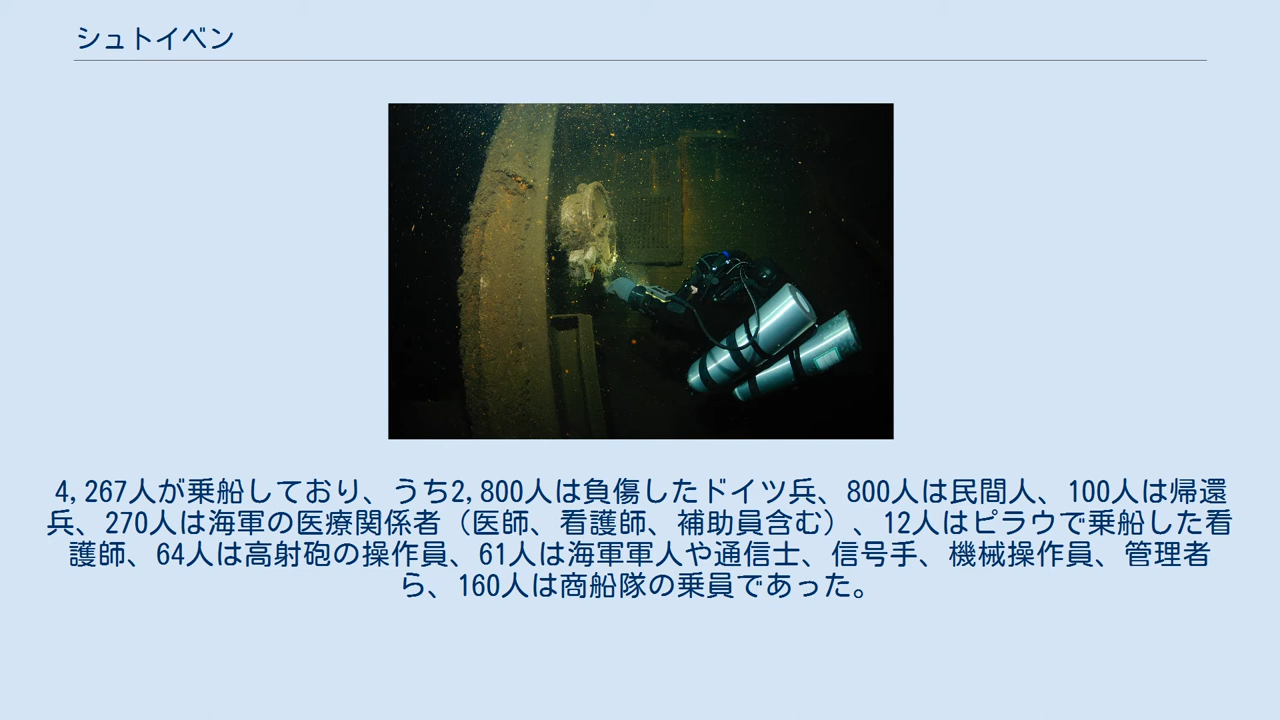 シュトイベン
4,267人が乗船しており、うち2,800人は負傷したドイツ兵、800人は民間人、100人は帰還
兵、270人は海軍の医療関係者（医師、看護師、補助員含む）、12人はピラウで乗船した看
護師、64人は高射砲の操作員、61人は海軍軍人や通信士、信号手、機械操作員、管理者
ら、160人は商船隊の乗員であった。